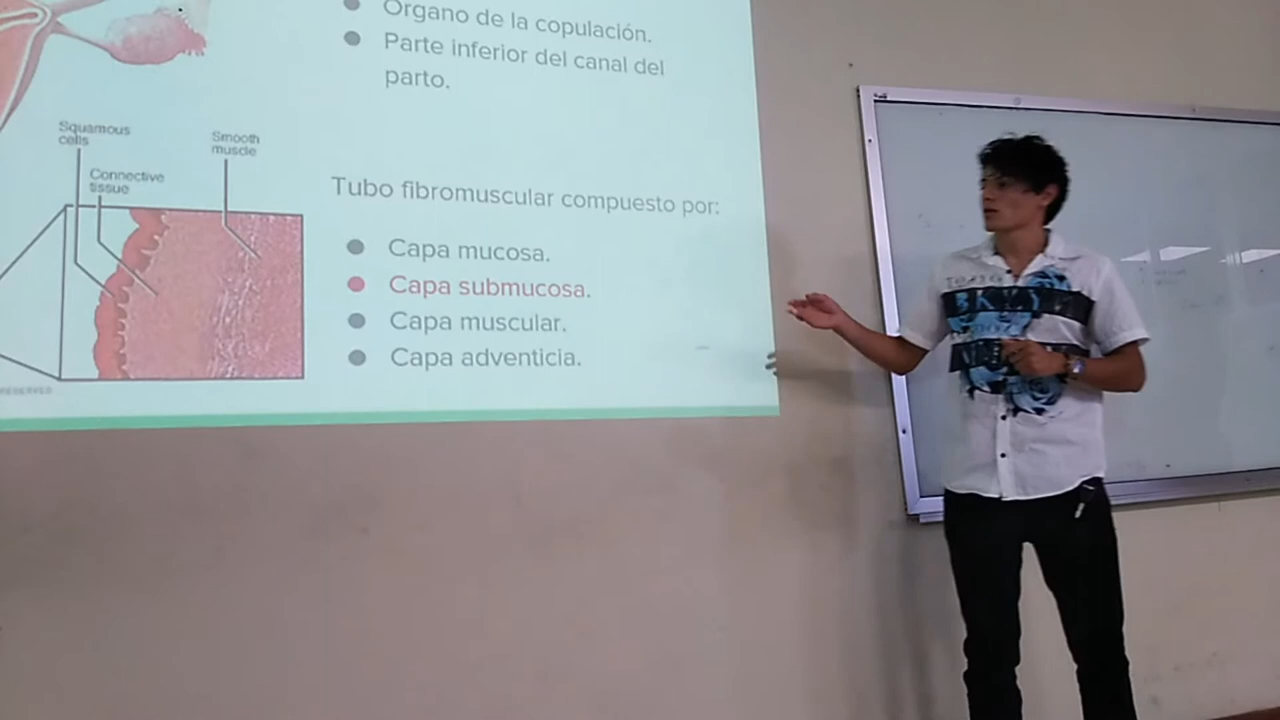 Órgano de la copulación.
Parte inferior del canal del
parto.
Squamous
cells
Smooth
muscle
Connective
tissue
Tubo fibromuscular compuesto por:
Capa mucosa.
Capa submucosa.
Capa muscular.
Capa adventicia.
RESERVED